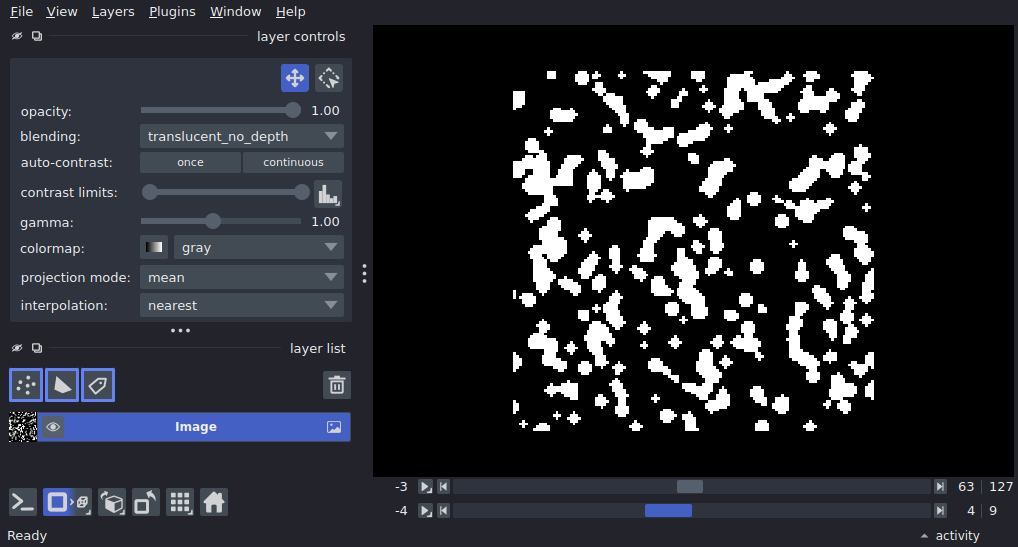 File View Layers Plugins Window Help
layer controls
opacity: 1.00
blending: translucent_no_depth
auto-contrast: once continuous
contrast limits:
gamma: 1.00
colormap: gray
projection mode: mean
interpolation: nearest
layer list
Image
-3 63 127
-4 4 9
Ready activity